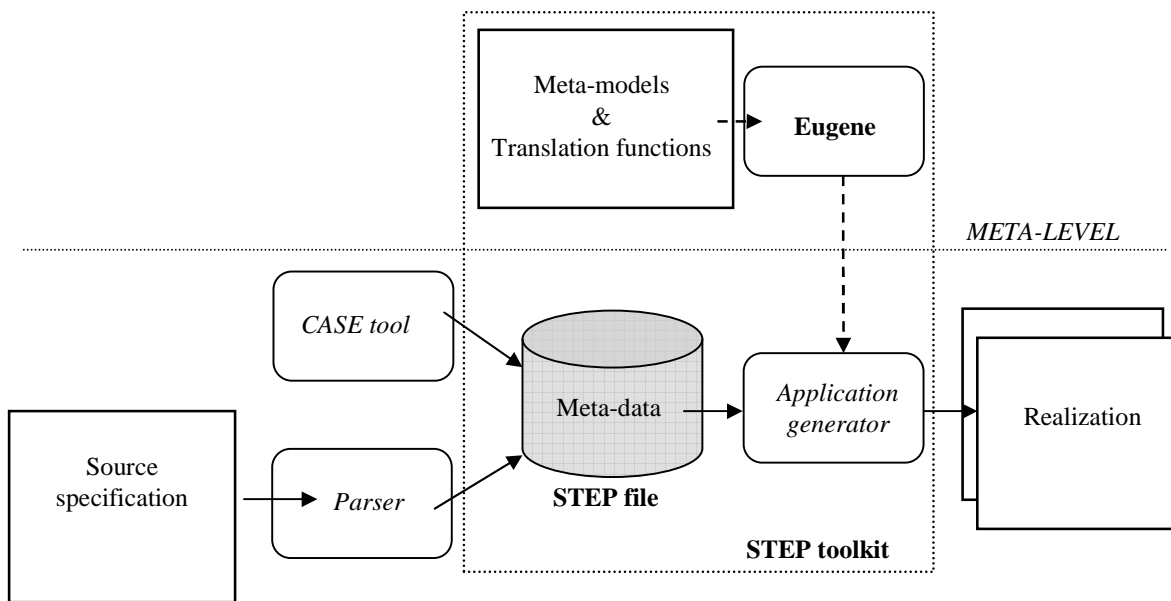 Meta-models
&
Translation functions
Eugene
META-LEVEL
CASE tool
Meta-data
Application
generator
Realization
Source
specification
Parser
STEP file
STEP toolkit